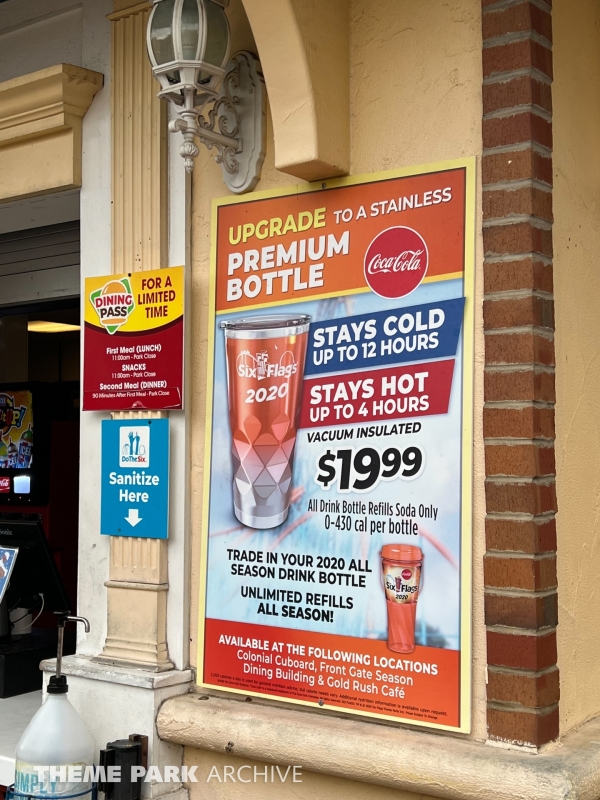 UPGRADE TO A STAINLESS
PREMIUM
BOTTLE
Coca-Cola
STAYS COLD
UP TO 12 HOURS
STAYS HOT
UP TO 4 HOURS
VACUUM INSULATED
$19.99
Six Flags
2020
All Drink Bottle Refills Soda Only
0-430 cal per bottle
TRADE IN YOUR 2020 ALL
SEASON DRINK BOTTLE
UNLIMITED REFILLS
ALL SEASON!
Six Flags
2020
AVAILABLE AT THE FOLLOWING LOCATIONS
Colonial Cuboard, Front Gate Season
Dining Building & Gold Rush Café
DINING
PASS
FOR A
LIMITED
TIME
First Meal (LUNCH)
11:00am - Park Close
SNACKS
11:00am - Park Close
Second Meal (DINNER)
90 Minutes After First Meal - Park Close
DoTheSix.
Sanitize
Here
THEME PARK ARCHIVE